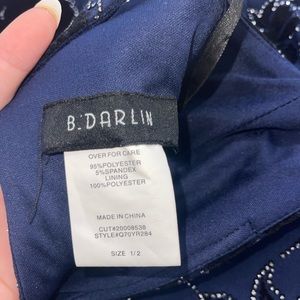 B.DARLIN
OVER FOR CARE
95%POLYESTER
5%SPANDEX
LINING
100%POLYESTER
MADE IN CHINA
CUT#20008538
STYLE#Q70YR284
SIZE 1/2